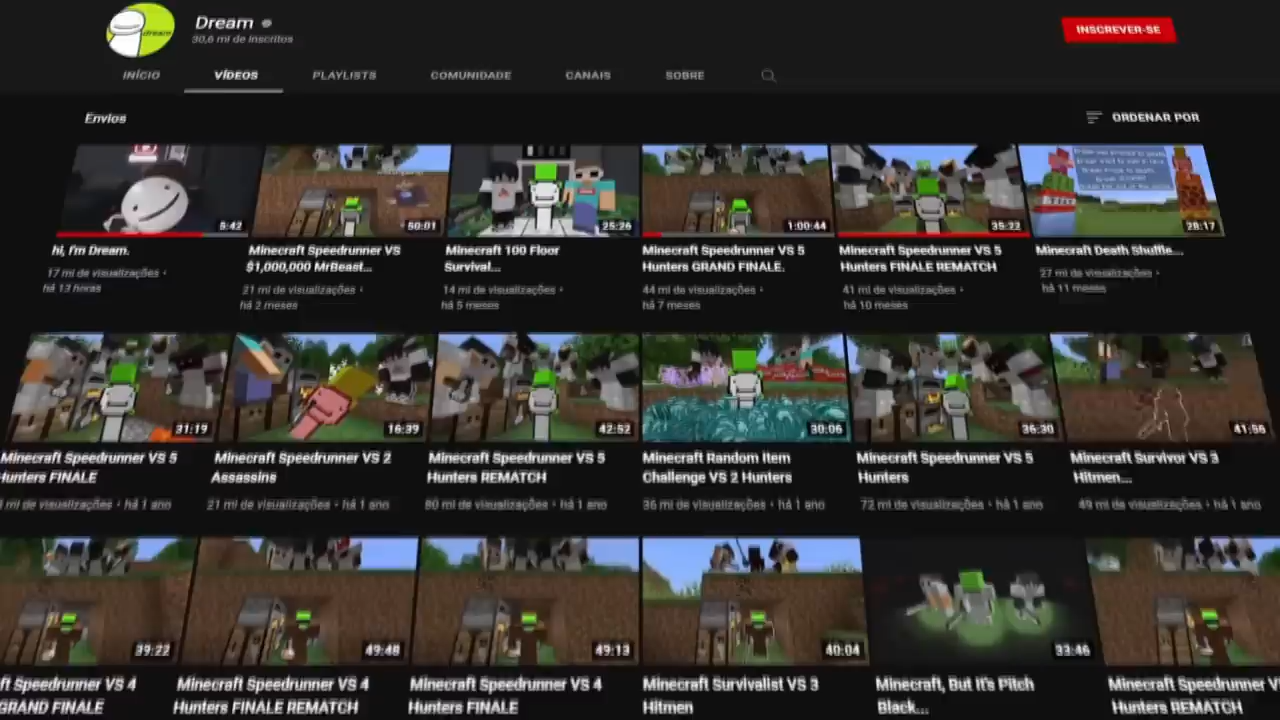 Dream
30,6 mi de inscritos
INSCREVER-SE
INÍCIO
VÍDEOS
PLAYLISTS
COMUNIDADE
CANAIS
SOBRE
Envios
ORDENAR POR
5:42
50:01
25:26
1:00:44
35:22
28:17
hi, I'm Dream.
17 mi de visualizações •
há 13 horas
Minecraft Speedrunner VS
$1,000,000 MrBeast...
21 mi de visualizações •
há 2 meses
Minecraft 100 Floor
Survival...
14 mi de visualizações •
há 5 meses
Minecraft Speedrunner VS 5
Hunters GRAND FINALE.
44 mi de visualizações •
há 7 meses
Minecraft Speedrunner VS 5
Hunters FINALE REMATCH
41 mi de visualizações •
há 10 meses
Minecraft Death Shuffle...
27 mi de visualizações •
há 11 meses
31:19
16:39
42:52
30:06
36:30
41:56
Minecraft Speedrunner VS 5
Hunters FINALE
mi de visualizações • há 1 ano
Minecraft Speedrunner VS 2
Assassins
21 mi de visualizações • há 1 ano
Minecraft Speedrunner VS 5
Hunters REMATCH
80 mi de visualizações • há 1 ano
Minecraft Random Item
Challenge VS 2 Hunters
36 mi de visualizações • há 1 ano
Minecraft Speedrunner VS 5
Hunters
72 mi de visualizações • há 1 ano
Minecraft Survivor VS 3
Hitmen...
49 mi de visualizações • há 1 ano
39:22
49:48
49:13
40:04
33:46
ft Speedrunner VS 4
GRAND FINALE
Minecraft Speedrunner VS 4
Hunters FINALE REMATCH
Minecraft Speedrunner VS 4
Hunters FINALE
Minecraft Survivalist VS 3
Hitmen
Minecraft, But It's Pitch
Black...
Minecraft Speedrunner V
Hunters REMATCH